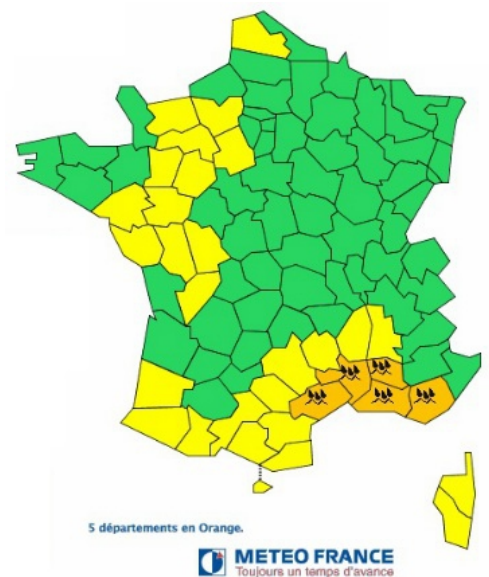 5 départements en Orange.
METEO FRANCE
Toujours un temps d'avance